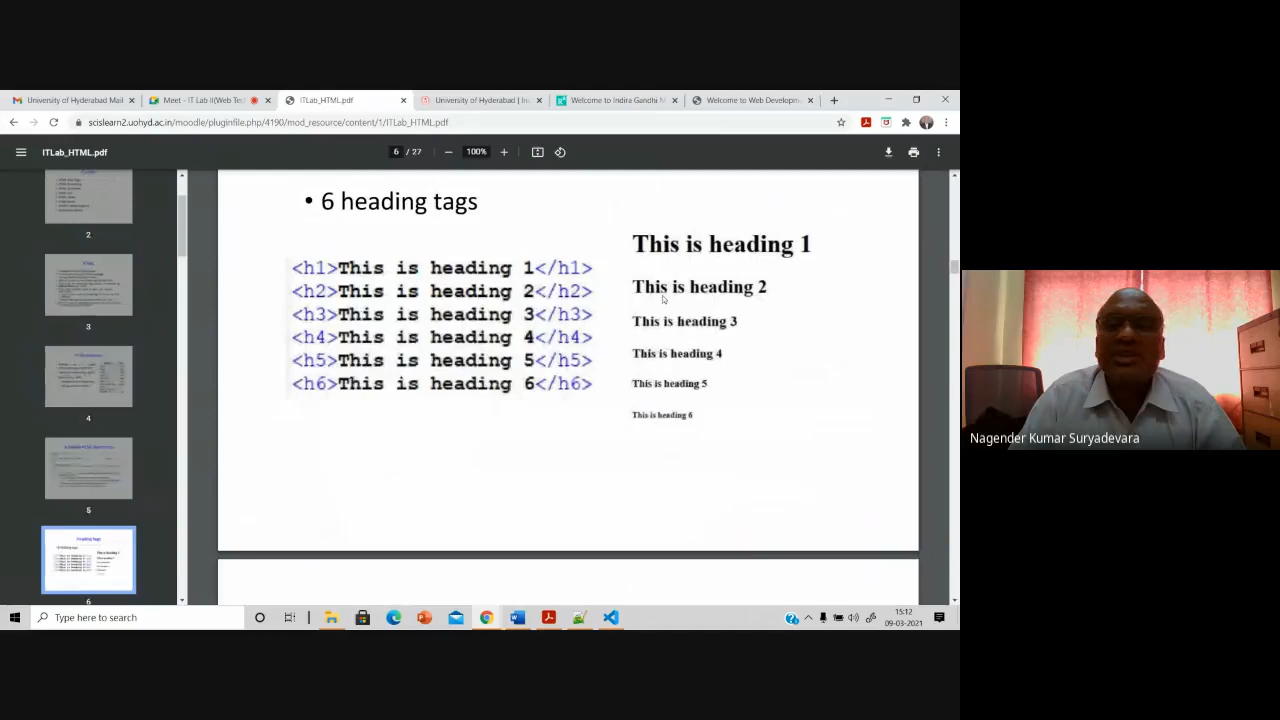 University of Hyderabad Mail
Meet - IT Lab II(Web Tec
ITLab_HTML.pdf
University of Hyderabad | In
Welcome to Indira Gandhi M
Welcome to Web Developme
scislearn2.uohyd.ac.in/moodle/pluginfile.php/4190/mod_resource/content/1/ITLab_HTML.pdf
ITLab_HTML.pdf
6 / 27
100%
2
3
4
5
Heading tags
6
• 6 heading tags
<h1>This is heading 1</h1>
<h2>This is heading 2</h2>
<h3>This is heading 3</h3>
<h4>This is heading 4</h4>
<h5>This is heading 5</h5>
<h6>This is heading 6</h6>
This is heading 1
This is heading 2
This is heading 3
This is heading 4
This is heading 5
This is heading 6
Nagender Kumar Suryadevara
Type here to search
15:12
09-03-2021